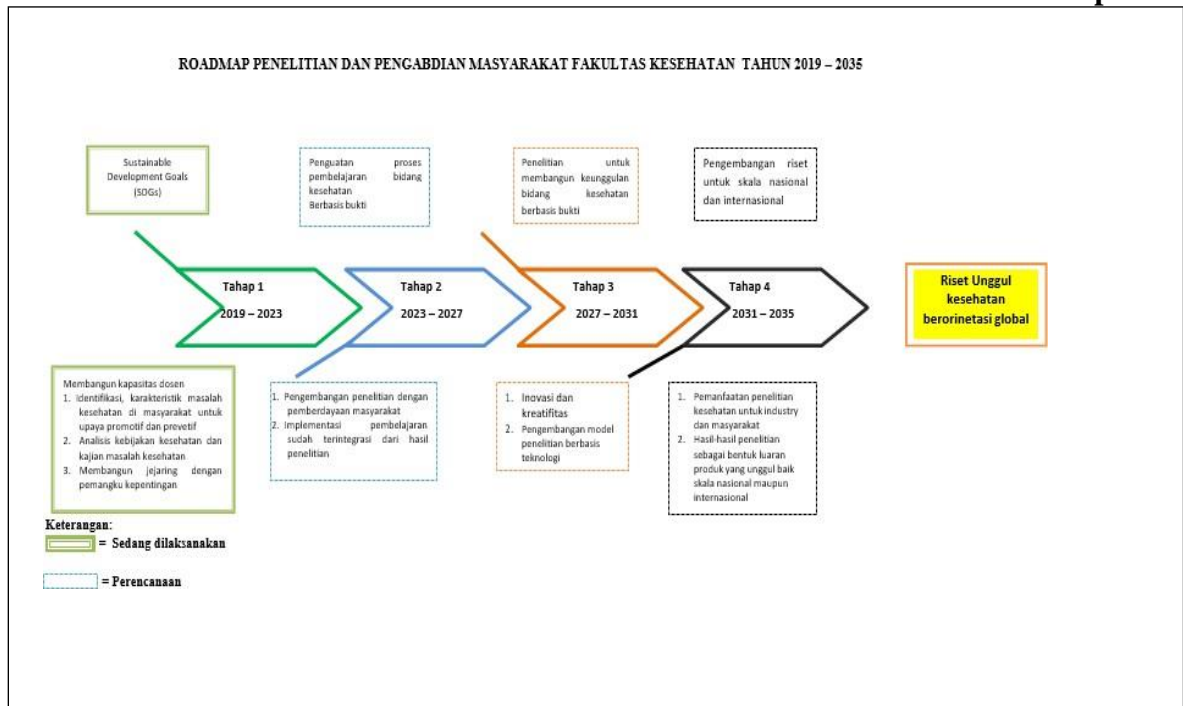 ROADMAP PENELITIAN DAN PENGABDIAN MASYARAKAT FAKULTAS KESEHATAN TAHUN 2019 – 2035
Sustainable
Development Goals
(SDGs)
Penguatan proses
pembelajaran bidang
kesehatan
Berbasis bukti
Penelitian untuk
membangun keunggulan
bidang kesehatan
berbasis bukti
Pengembangan riset
untuk skala nasional
dan internasional
Tahap 1
2019 – 2023
Tahap 2
2023 – 2027
Tahap 3
2027 – 2031
Tahap 4
2031 – 2035
Riset Unggul
kesehatan
berorinetasi global
Membangun kapasitas dosen
1. Identifikasi, karakteristik masalah
kesehatan di masyarakat untuk
upaya promotif dan prevetif
2. Analisis kebijakan kesehatan dan
kajian masalah kesehatan
3. Membangun jejaring dengan
pemangku kepentingan
1. Pengembangan penelitian dengan
pemberdayaan masyarakat
2. Implementasi pembelajaran
sudah terintegrasi dari hasil
penelitian
1. Inovasi dan
kreatifitas
2. Pengembangan model
penelitian berbasis
teknologi
1. Pemanfaatan penelitian
kesehatan untuk industry
dan masyarakat
2. Hasil-hasil penelitian
sebagai bentuk luaran
produk yang unggul baik
skala nasional maupun
internasional
Keterangan:
= Sedang dilaksanakan
= Perencanaan